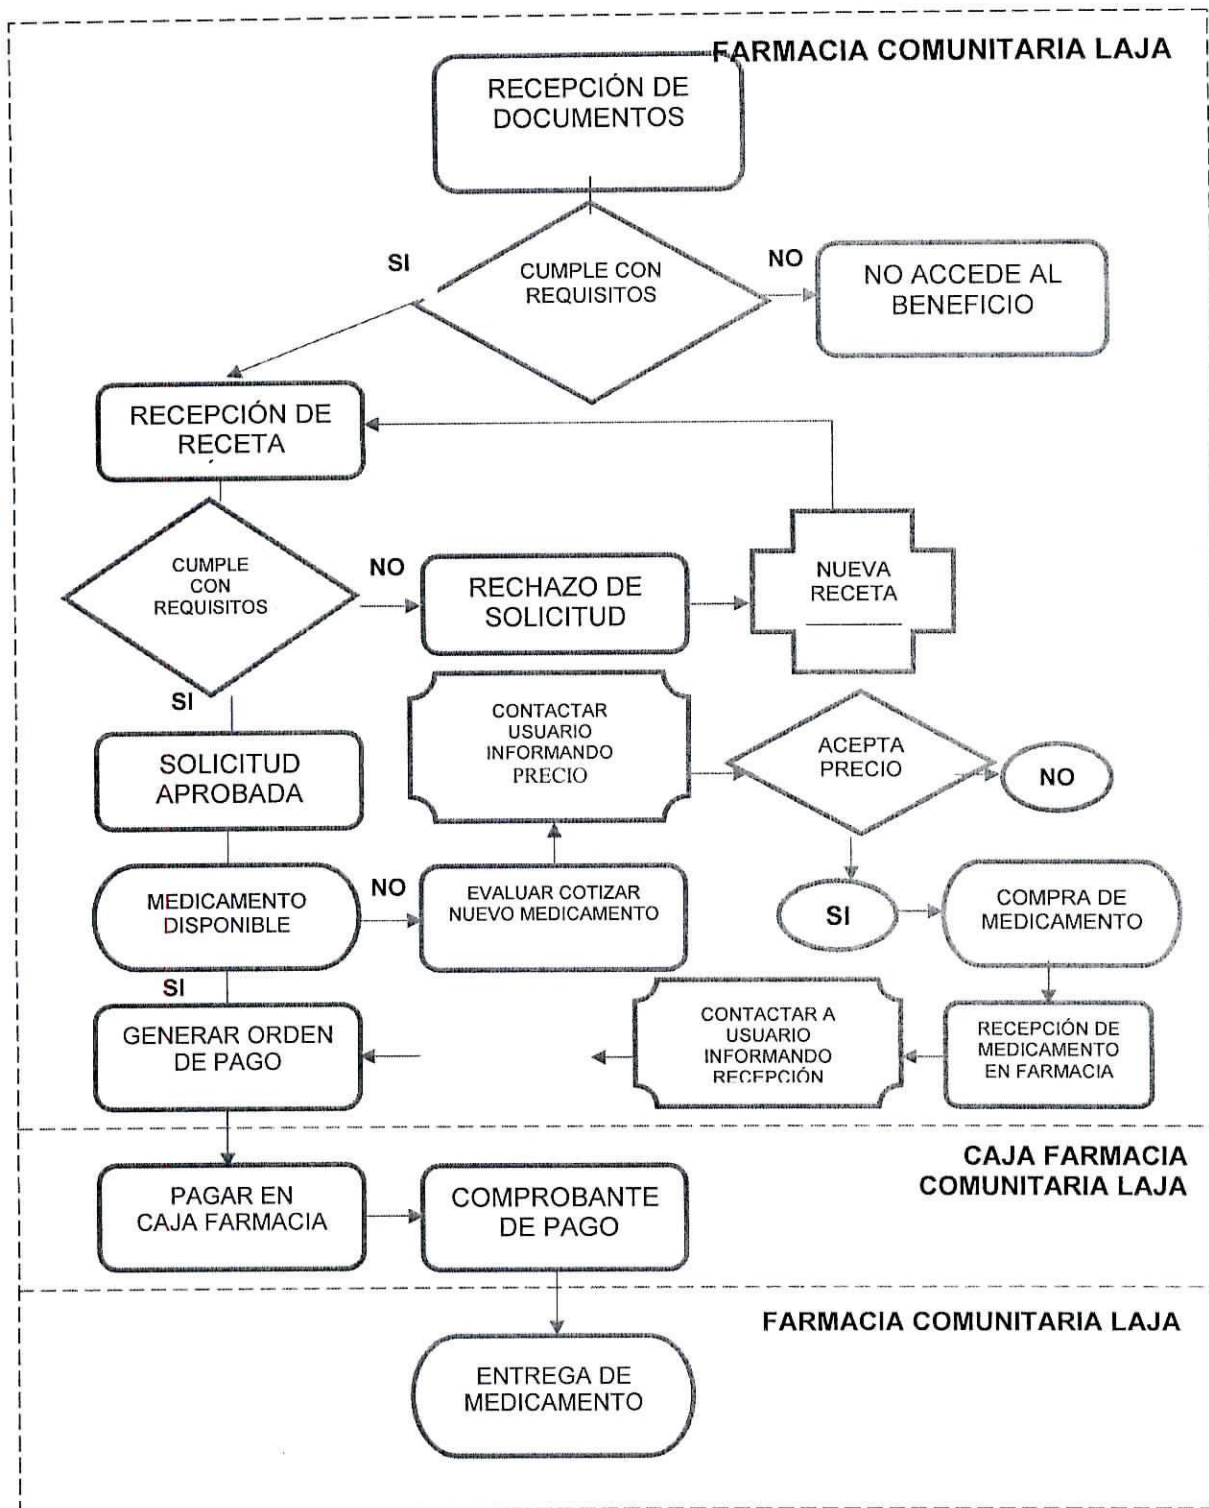 FARMACIA COMUNITARIA LAJA
RECEPCIÓN DE
DOCUMENTOS
SI
CUMPLE CON
REQUISITOS
NO
NO ACCEDE AL
BENEFICIO
RECEPCIÓN DE
RECETA
CUMPLE
CON
REQUISITOS
NO
RECHAZO DE
SOLICITUD
NUEVA
RECETA
SI
SOLICITUD
APROBADA
CONTACTAR
USUARIO
INFORMANDO
PRECIO
ACEPTA
PRECIO
NO
MEDICAMENTO
DISPONIBLE
NO
EVALUAR COTIZAR
NUEVO MEDICAMENTO
SI
COMPRA DE
MEDICAMENTO
SI
GENERAR ORDEN
DE PAGO
CONTACTAR A
USUARIO
INFORMANDO
RECEPCIÓN
RECEPCIÓN DE
MEDICAMENTO
EN FARMACIA
CAJA FARMACIA
COMUNITARIA LAJA
PAGAR EN
CAJA FARMACIA
COMPROBANTE
DE PAGO
FARMACIA COMUNITARIA LAJA
ENTREGA DE
MEDICAMENTO